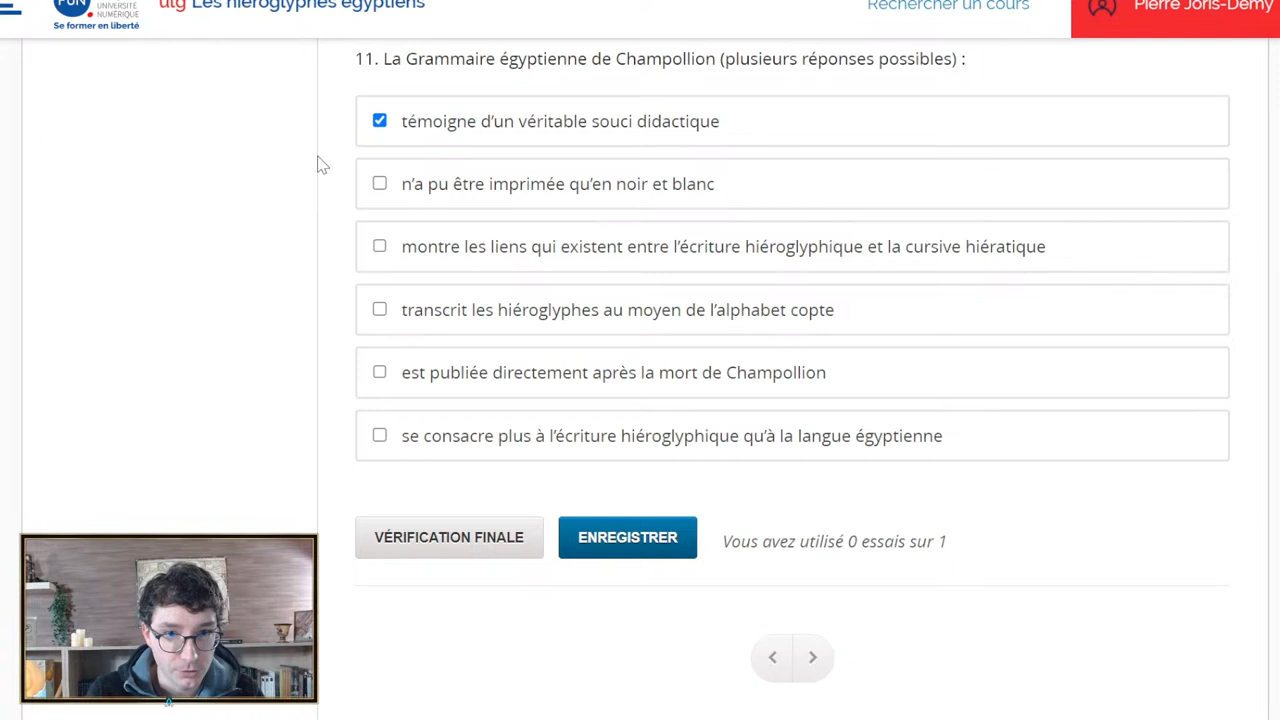 FUN
UNIVERSITÉ
NUMÉRIQUE
Se former en liberté
ulg Les hiéroglyphes égyptiens
Rechercher un cours
Pierre Joris-Demy
11. La Grammaire égyptienne de Champollion (plusieurs réponses possibles) :
témoigne d’un véritable souci didactique
n’a pu être imprimée qu’en noir et blanc
montre les liens qui existent entre l’écriture hiéroglyphique et la cursive hiératique
transcrit les hiéroglyphes au moyen de l’alphabet copte
est publiée directement après la mort de Champollion
se consacre plus à l’écriture hiéroglyphique qu’à la langue égyptienne
VÉRIFICATION FINALE
ENREGISTRER
Vous avez utilisé 0 essais sur 1